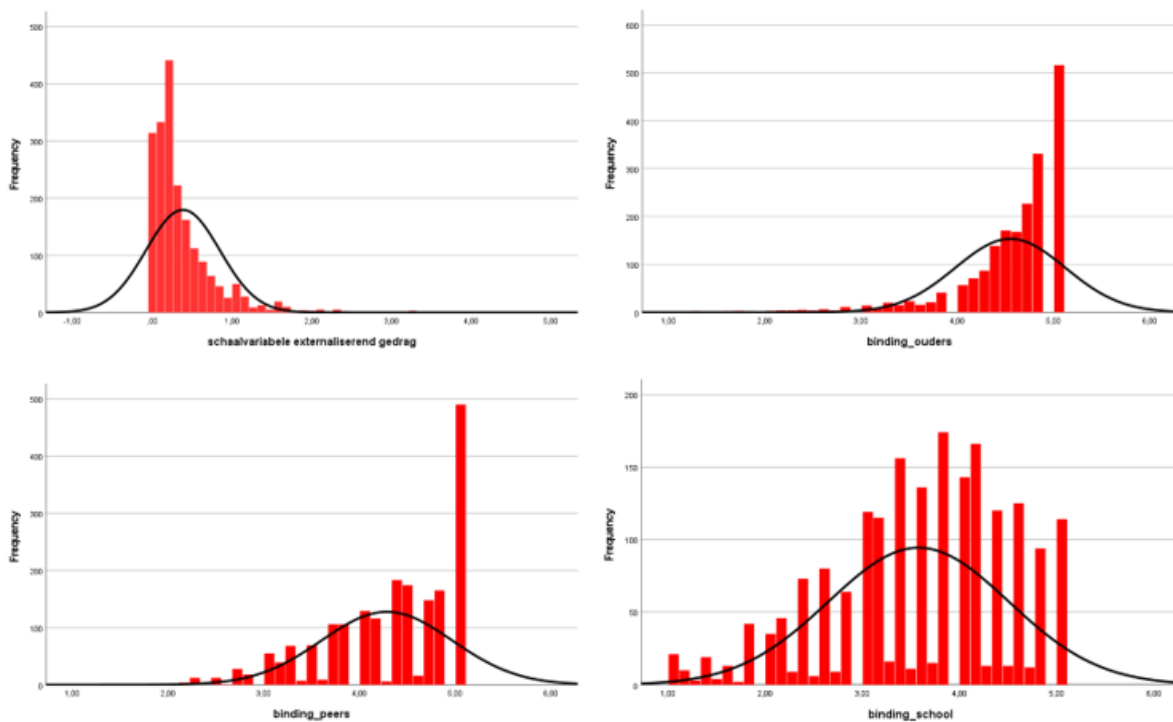 500
400
300
200
100
0
Frequency
-1,00 ,00 1,00 2,00 3,00 4,00 5,00
schaalvariabele externaliserend gedrag
600
500
400
300
200
100
0
Frequency
1,00 2,00 3,00 4,00 5,00 6,00
binding_ouders
500
400
300
200
100
0
Frequency
1,00 2,00 3,00 4,00 5,00 6,00
binding_peers
200
150
100
50
0
Frequency
1,00 2,00 3,00 4,00 5,00 6,00
binding_school